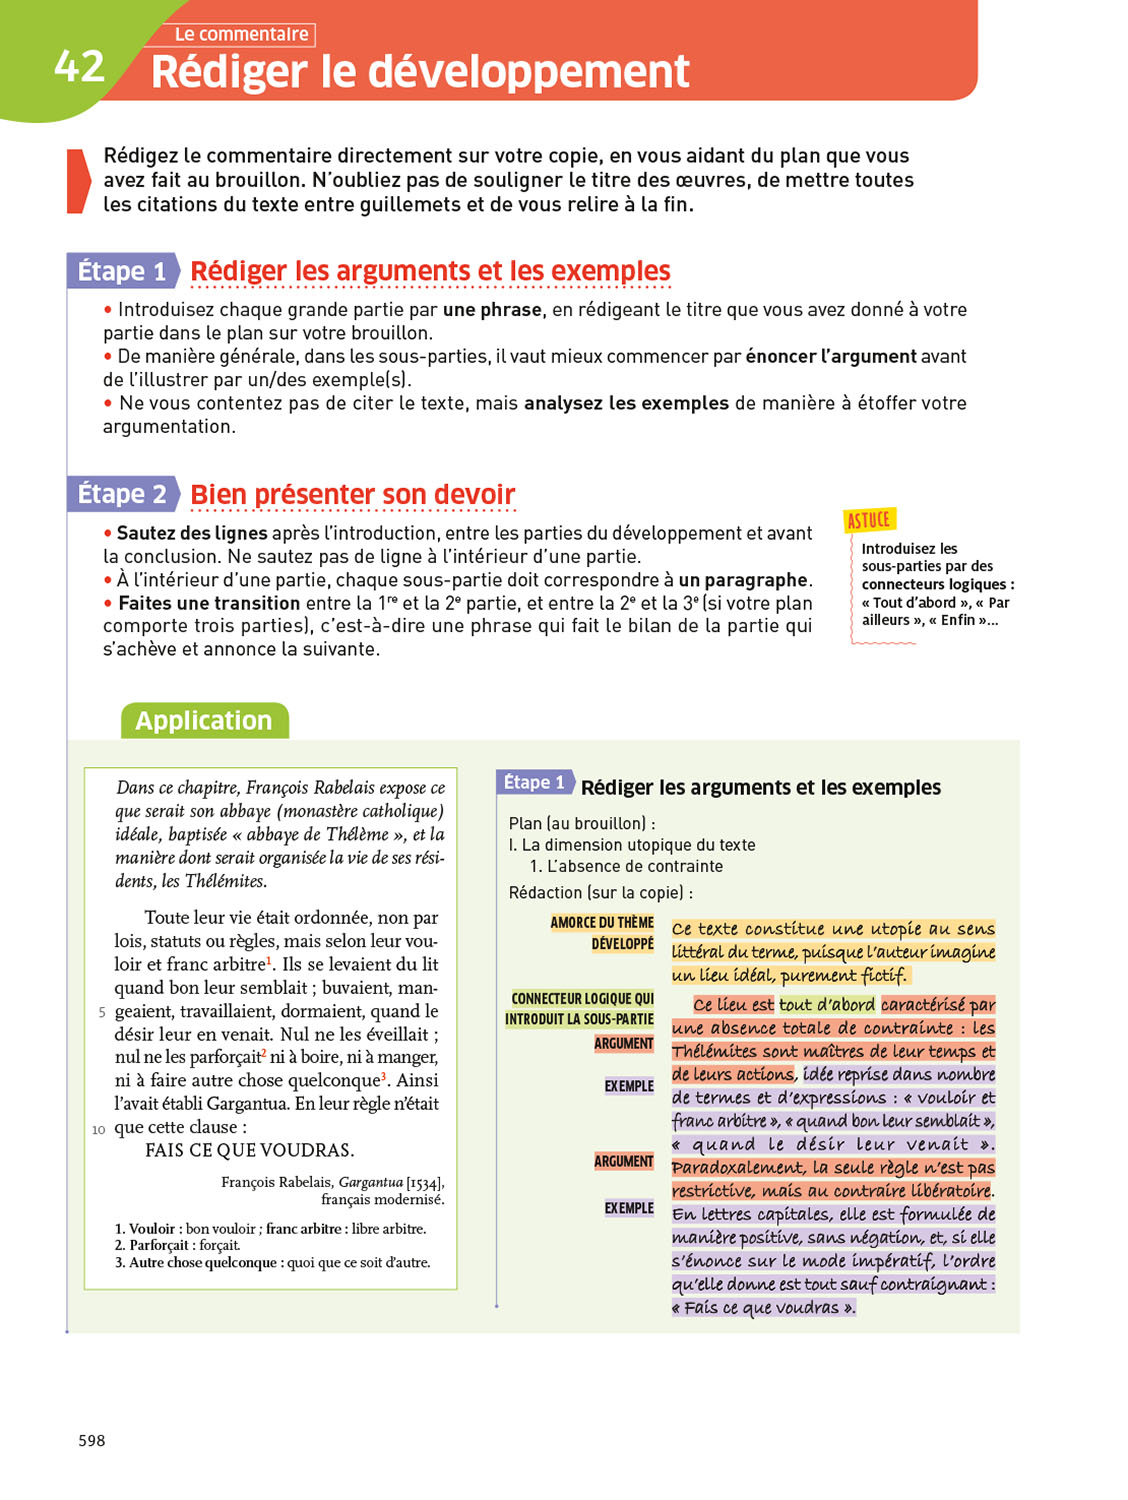 Le commentaire
42
Rédiger le développement
Rédigez le commentaire directement sur votre copie, en vous aidant du plan que vous
avez fait au brouillon. N'oubliez pas de souligner le titre des œuvres, de mettre toutes
les citations du texte entre guillemets et de vous relire à la fin.
Étape 1 Rédiger les arguments et les exemples
• Introduisez chaque grande partie par une phrase, en rédigeant le titre que vous avez donné à votre
partie dans le plan sur votre brouillon.
• De manière générale, dans les sous-parties, il vaut mieux commencer par énoncer l'argument avant
de l'illustrer par un/des exemple(s).
• Ne vous contentez pas de citer le texte, mais analysez les exemples de manière à étoffer votre
argumentation.
Étape 2 Bien présenter son devoir
• Sautez des lignes après l'introduction, entre les parties du développement et avant
la conclusion. Ne sautez pas de ligne à l'intérieur d'une partie.
• À l'intérieur d'une partie, chaque sous-partie doit correspondre à un paragraphe.
• Faites une transition entre la 1re et la 2e partie, et entre la 2e et la 3e (si votre plan
comporte trois parties), c'est-à-dire une phrase qui fait le bilan de la partie qui
s'achève et annonce la suivante.
ASTUCE
Introduisez les
sous-parties par des
connecteurs logiques :
« Tout d'abord », « Par
ailleurs », « Enfin »...
Application
Dans ce chapitre, François Rabelais expose ce
que serait son abbaye (monastère catholique)
idéale, baptisée « abbaye de Thélème », et la
manière dont serait organisée la vie de ses rési-
dents, les Thélémites.
Toute leur vie était ordonnée, non par
lois, statuts ou règles, mais selon leur vou-
loir et franc arbitre1. Ils se levaient du lit
quand bon leur semblait ; buvaient, man-
5 geaient, travaillaient, dormaient, quand le
désir leur en venait. Nul ne les éveillait ;
nul ne les parforçait2 ni à boire, ni à manger,
ni à faire autre chose quelconque3. Ainsi
l'avait établi Gargantua. En leur règle n'était
10 que cette clause :
FAIS CE QUE VOUDRAS.
François Rabelais, Gargantua [1534],
français modernisé.
1. Vouloir : bon vouloir ; franc arbitre : libre arbitre.
2. Parforçait : forçait.
3. Autre chose quelconque : quoi que ce soit d'autre.
Étape 1 Rédiger les arguments et les exemples
Plan (au brouillon) :
I. La dimension utopique du texte
1. L'absence de contrainte
Rédaction (sur la copie) :
AMORCE DU THÈME
DÉVELOPPÉ
Ce texte constitue une utopie au sens
littéral du terme, puisque l'auteur imagine
un lieu idéal, purement fictif.
CONNECTEUR LOGIQUE QUI
INTRODUIT LA SOUS-PARTIE
ARGUMENT
EXEMPLE
Ce lieu est tout d'abord caractérisé par
une absence totale de contrainte : les
Thélémites sont maîtres de leur temps et
de leurs actions, idée reprise dans nombre
de termes et d'expressions : « vouloir et
franc arbitre », « quand bon leur semblait »,
« quand le désir leur venait ».
ARGUMENT
EXEMPLE
Paradoxalement, la seule règle n'est pas
restrictive, mais au contraire libératoire.
En lettres capitales, elle est formulée de
manière positive, sans négation, et, si elle
s'énonce sur le mode impératif, l'ordre
qu'elle donne est tout sauf contraignant :
« Fais ce que voudras ».
598